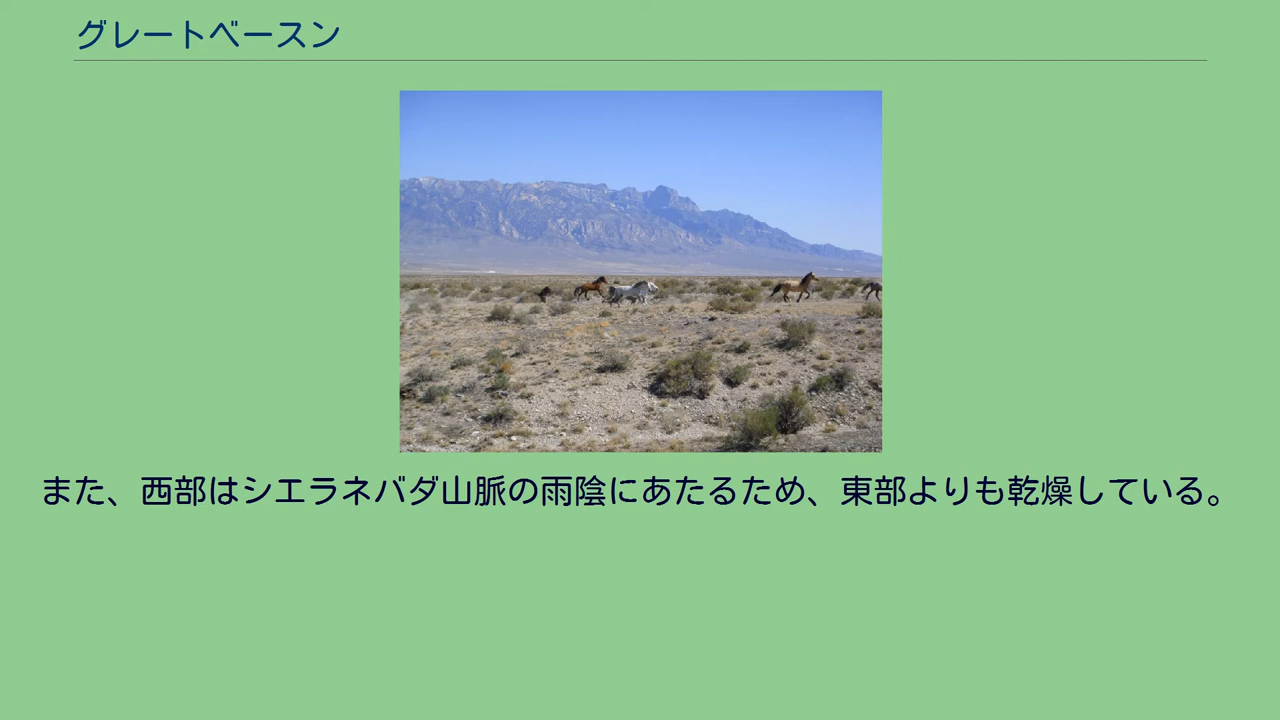 グレートベースン
また、西部はシエラネバダ山脈の雨陰にあたるため、東部よりも乾燥している。